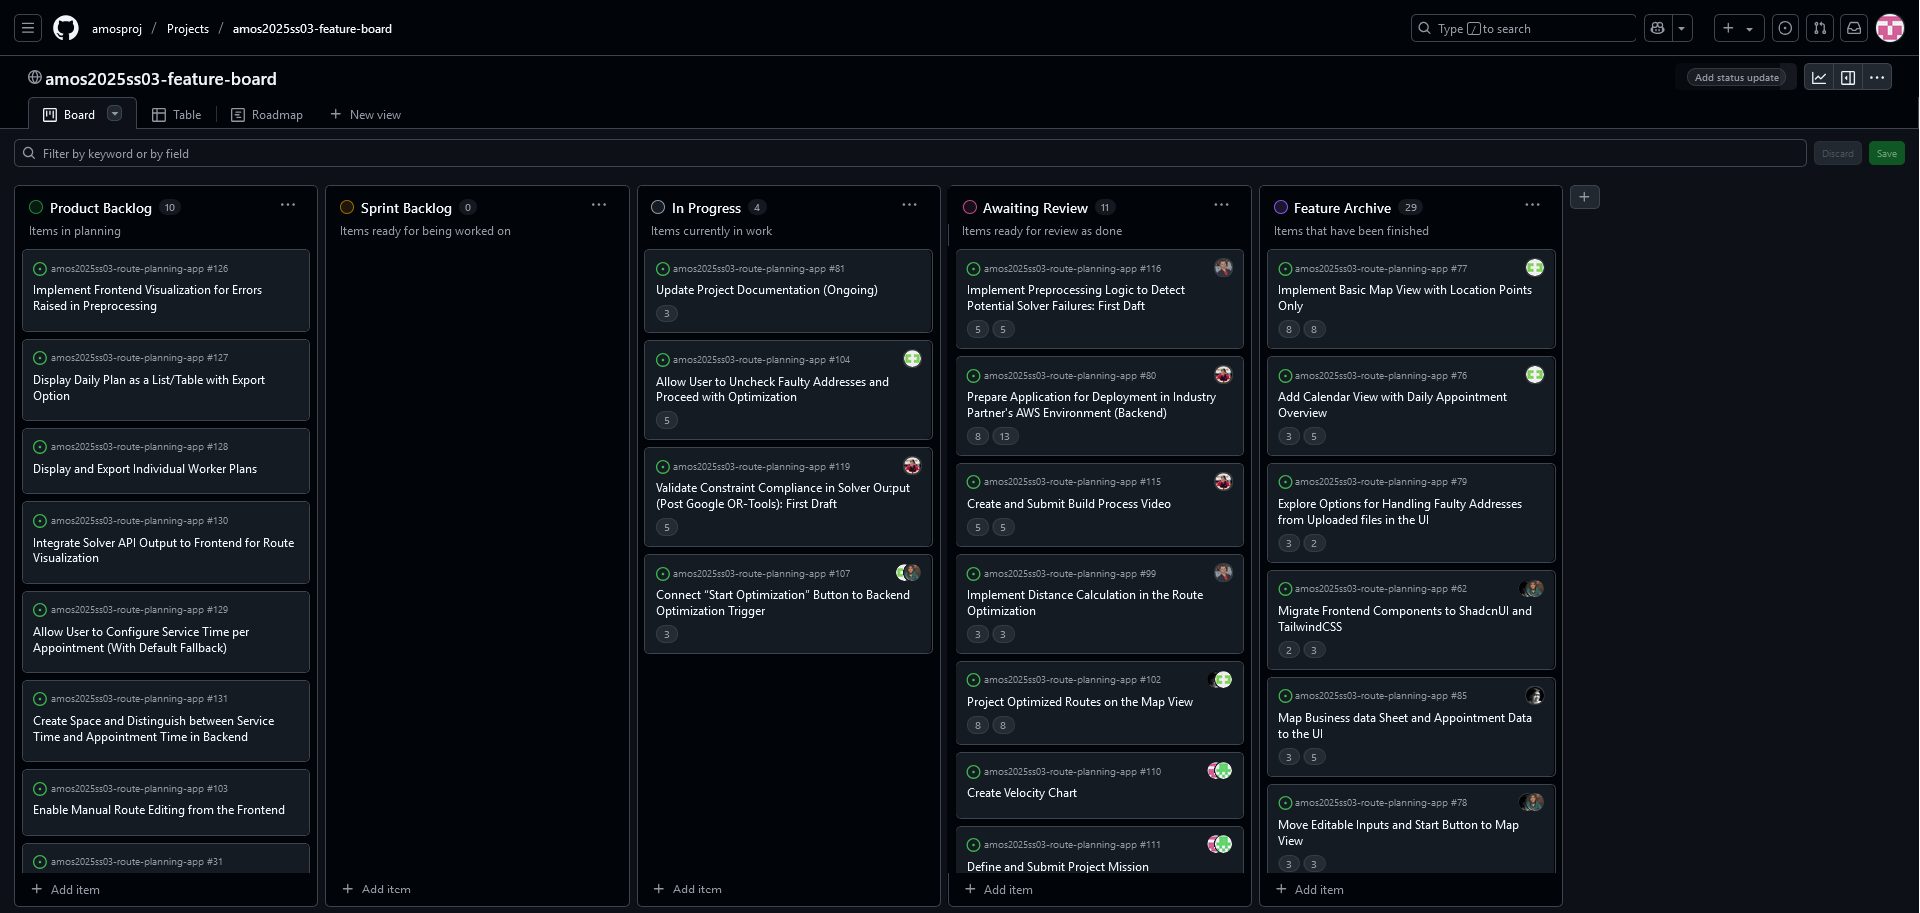 amosproj / Projects / amos2025ss03-feature-board
Type / to search
amos2025ss03-feature-board
Add status update
Board
Table
Roadmap
New view
Filter by keyword or by field
Discard
Save
Product Backlog 10
Items in planning
amos2025ss03-route-planning-app #126
Implement Frontend Visualization for Errors
Raised in Preprocessing
amos2025ss03-route-planning-app #127
Display Daily Plan as a List/Table with Export
Option
amos2025ss03-route-planning-app #128
Display and Export Individual Worker Plans
amos2025ss03-route-planning-app #130
Integrate Solver API Output to Frontend for Route
Visualization
amos2025ss03-route-planning-app #129
Allow User to Configure Service Time per
Appointment (With Default Fallback)
amos2025ss03-route-planning-app #131
Create Space and Distinguish between Service
Time and Appointment Time in Backend
amos2025ss03-route-planning-app #103
Enable Manual Route Editing from the Frontend
amos2025ss03-route-planning-app #31
Add item
Sprint Backlog 0
Items ready for being worked on
Add item
In Progress 4
Items currently in work
amos2025ss03-route-planning-app #81
Update Project Documentation (Ongoing)
3
amos2025ss03-route-planning-app #104
Allow User to Uncheck Faulty Addresses and
Proceed with Optimization
5
amos2025ss03-route-planning-app #119
Validate Constraint Compliance in Solver Output
(Post Google OR-Tools): First Draft
5
amos2025ss03-route-planning-app #107
Connect “Start Optimization” Button to Backend
Optimization Trigger
3
Add item
Awaiting Review 11
Items ready for review as done
amos2025ss03-route-planning-app #116
Implement Preprocessing Logic to Detect
Potential Solver Failures: First Daft
5 5
amos2025ss03-route-planning-app #80
Prepare Application for Deployment in Industry
Partner's AWS Environment (Backend)
8 13
amos2025ss03-route-planning-app #115
Create and Submit Build Process Video
5 5
amos2025ss03-route-planning-app #99
Implement Distance Calculation in the Route
Optimization
3 3
amos2025ss03-route-planning-app #102
Project Optimized Routes on the Map View
8 8
amos2025ss03-route-planning-app #110
Create Velocity Chart
amos2025ss03-route-planning-app #111
Define and Submit Project Mission
Add item
Feature Archive 29
Items that have been finished
amos2025ss03-route-planning-app #77
Implement Basic Map View with Location Points
Only
8 8
amos2025ss03-route-planning-app #76
Add Calendar View with Daily Appointment
Overview
3 5
amos2025ss03-route-planning-app #79
Explore Options for Handling Faulty Addresses
from Uploaded files in the UI
3 2
amos2025ss03-route-planning-app #62
Migrate Frontend Components to ShadcnUI and
TailwindCSS
2 3
amos2025ss03-route-planning-app #85
Map Business data Sheet and Appointment Data
to the UI
3 5
amos2025ss03-route-planning-app #78
Move Editable Inputs and Start Button to Map
View
3 3
Add item